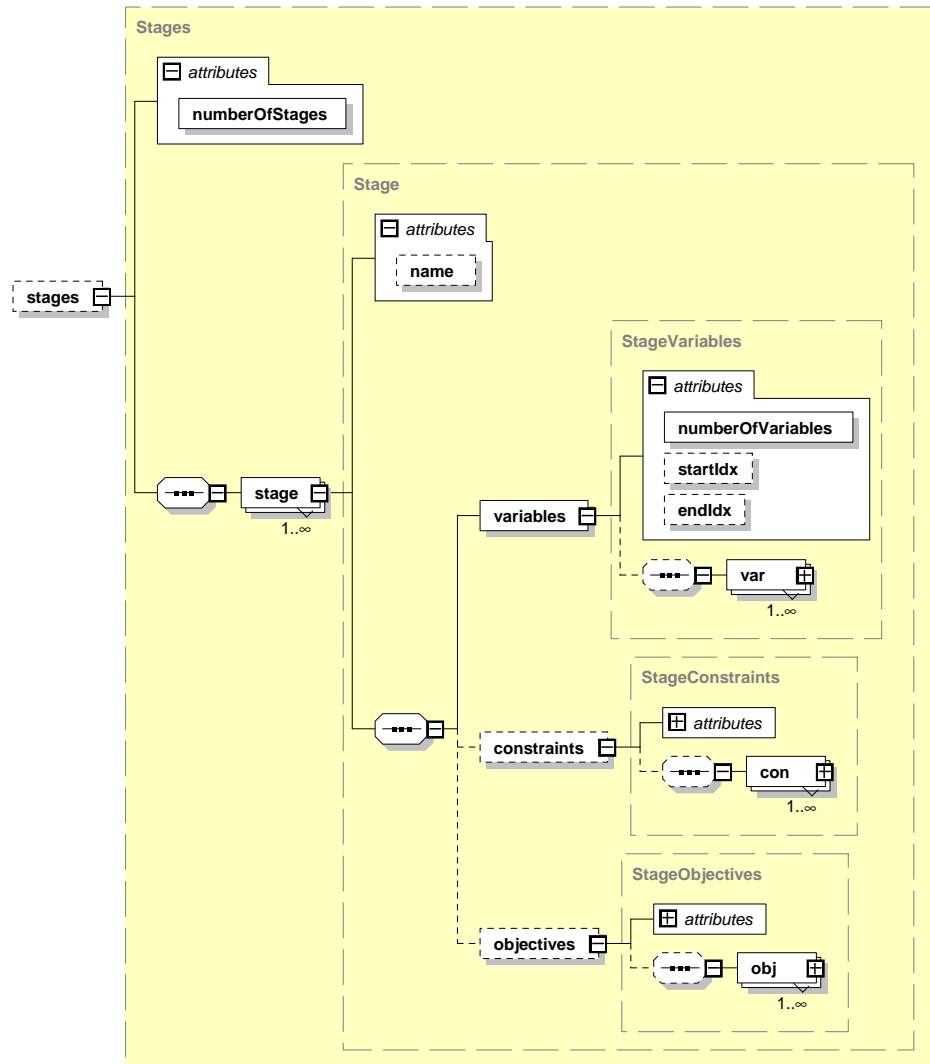 Stages
attributes
numberOfStages
Stage
attributes
name
stages
StageVariables
attributes
numberOfVariables
startIdx
endIdx
stage
1..∞
variables
var
1..∞
StageConstraints
attributes
constraints
con
1..∞
StageObjectives
attributes
objectives
obj
1..∞